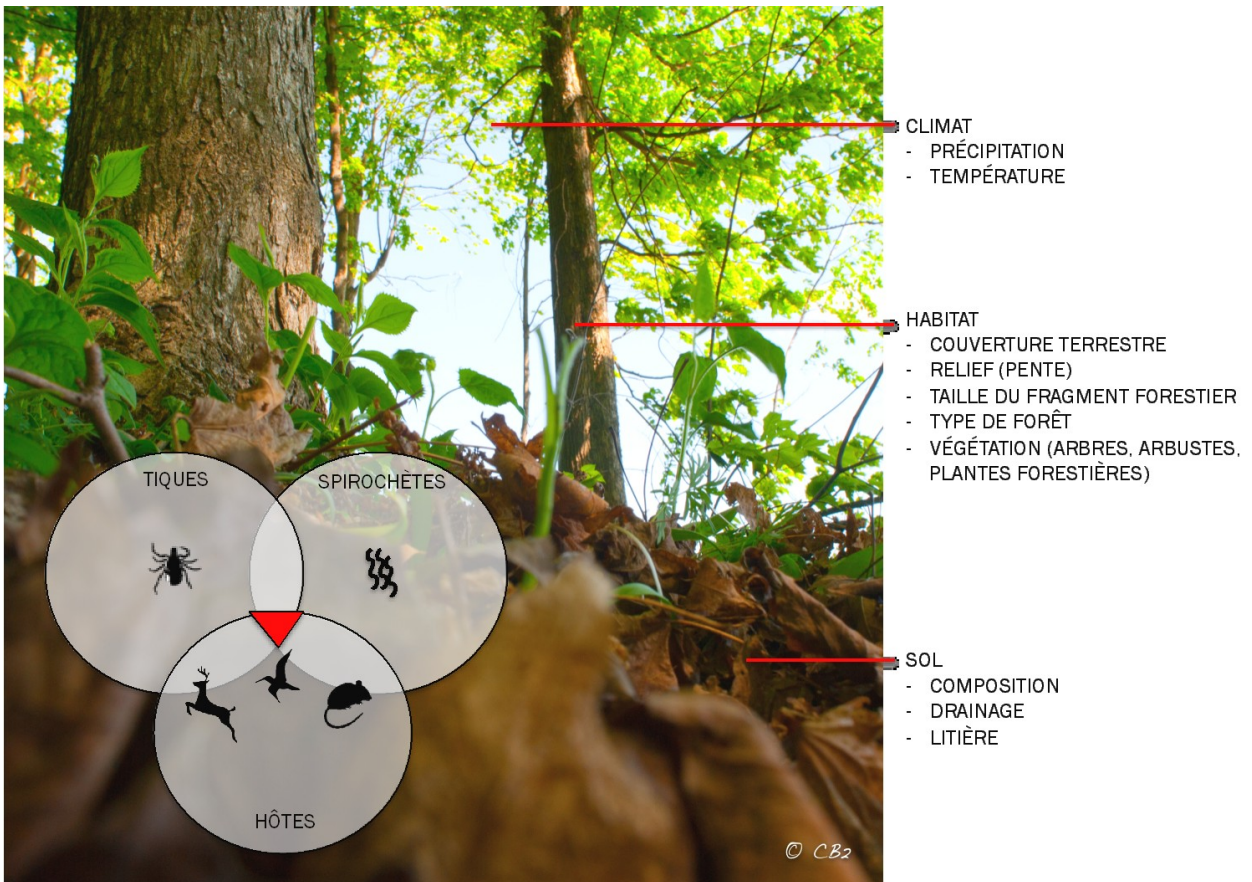 CLIMAT
- PRÉCIPITATION
- TEMPÉRATURE
HABITAT
- COUVERTURE TERRESTRE
- RELIEF (PENTE)
- TAILLE DU FRAGMENT FORESTIER
- TYPE DE FORÊT
- VÉGÉTATION (ARBRES, ARBUSTES,
PLANTES FORESTIÈRES)
TIQUES
SPIROCHÈTES
SOL
- COMPOSITION
- DRAINAGE
- LITIÈRE
HÔTES
© CB2